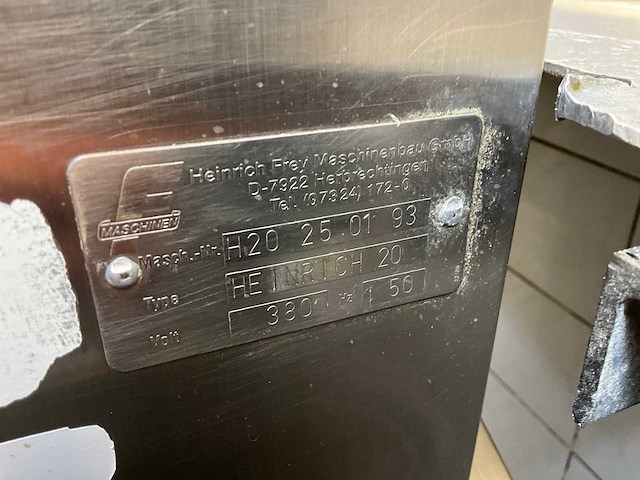 Heinrich Frey Maschinenbau GmbH
D-7922 Herbrechtingen
Tel. (07324) 172-0
F
MASCHINEN
Masch.-Nr. H20 25 01 93
Type HEINRICH 20
Volt 380 Hz 50